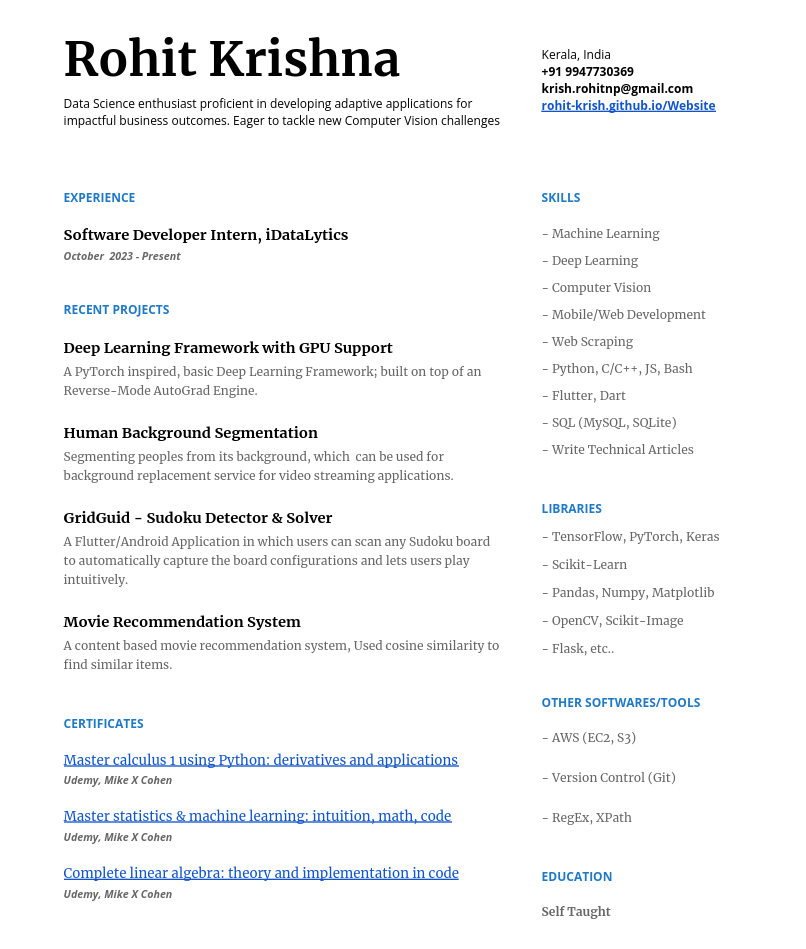 Rohit Krishna
Data Science enthusiast proficient in developing adaptive applications for
impactful business outcomes. Eager to tackle new Computer Vision challenges
Kerala, India
+91 9947730369
krish.rohitnp@gmail.com
rohit-krish.github.io/Website
EXPERIENCE
Software Developer Intern, iDataLytics
October  2023 - Present
RECENT PROJECTS
Deep Learning Framework with GPU Support
A PyTorch inspired, basic Deep Learning Framework; built on top of an
Reverse-Mode AutoGrad Engine.
Human Background Segmentation
Segmenting peoples from its background, which  can be used for
background replacement service for video streaming applications.
GridGuid - Sudoku Detector & Solver
A Flutter/Android Application in which users can scan any Sudoku board
to automatically capture the board configurations and lets users play
intuitively.
Movie Recommendation System
A content based movie recommendation system, Used cosine similarity to
find similar items.
CERTIFICATES
Master calculus 1 using Python: derivatives and applications
Udemy, Mike X Cohen
Master statistics & machine learning: intuition, math, code
Udemy, Mike X Cohen
Complete linear algebra: theory and implementation in code
Udemy, Mike X Cohen
SKILLS
- Machine Learning
- Deep Learning
- Computer Vision
- Mobile/Web Development
- Web Scraping
- Python, C/C++, JS, Bash
- Flutter, Dart
- SQL (MySQL, SQLite)
- Write Technical Articles
LIBRARIES
- TensorFlow, PyTorch, Keras
- Scikit-Learn
- Pandas, Numpy, Matplotlib
- OpenCV, Scikit-Image
- Flask, etc..
OTHER SOFTWARES/TOOLS
- AWS (EC2, S3)
- Version Control (Git)
- RegEx, XPath
EDUCATION
Self Taught